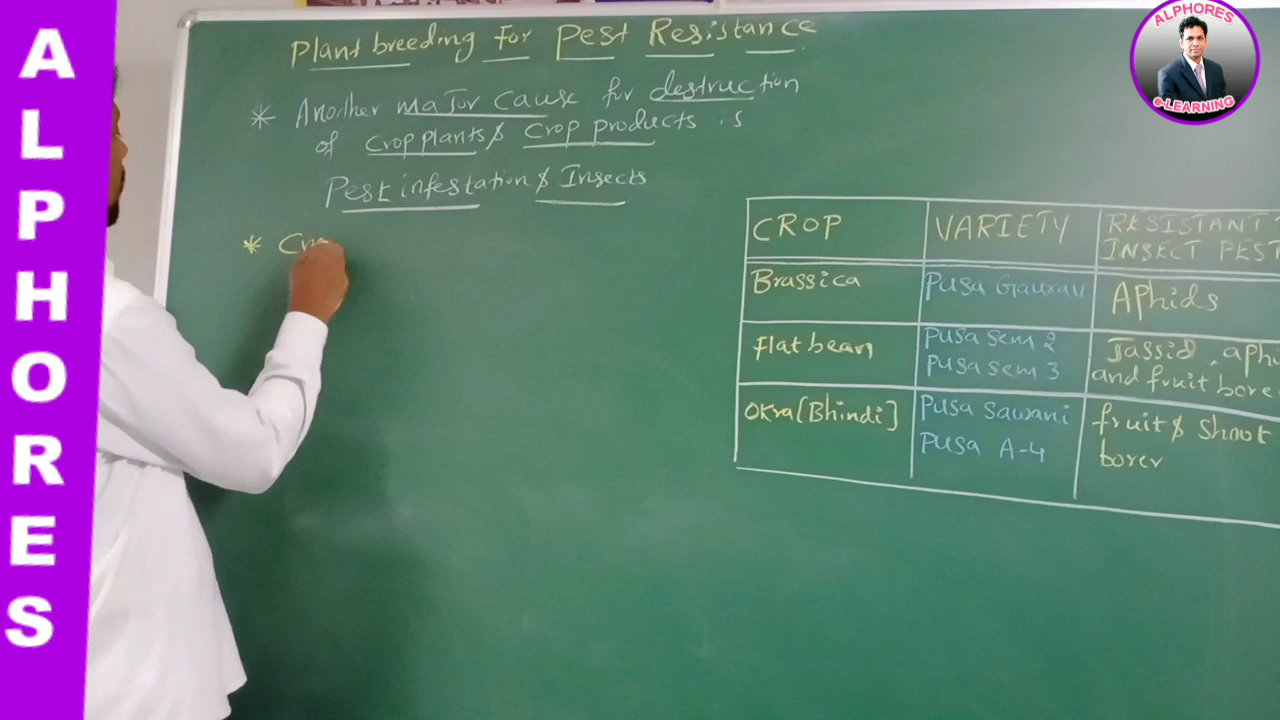 ALPHORES
Plant breeding for Pest Resistance
* Another major cause for destruction
of crop plants & Crop products is
Pest infestation & Insects
* Cr
CROP VARIETY RESISTANT
INSECT PEST
Brassica Pusa Gaurav Aphids
flat bean Pusa sem 2
Pusa sem 3
Jassid, aph
and fruit bore
Okra [Bhindi] Pusa Sawani
Pusa A-4
fruit & Shoot
borer
ALPHORES
e-LEARNING